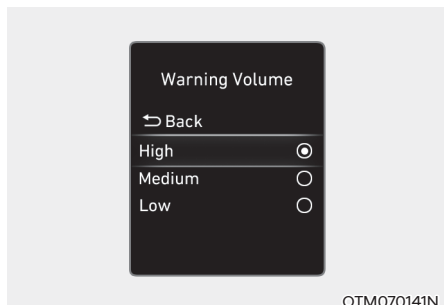 Warning Volume
Back
High
Medium
Low
OTM070141N